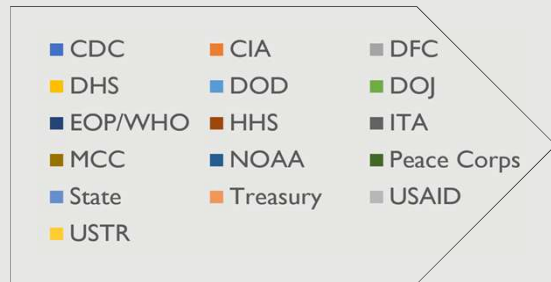 CDC CIA DFC
DHS DOD DOJ
EOP/WHO HHS ITA
MCC NOAA Peace Corps
State Treasury USAID
USTR